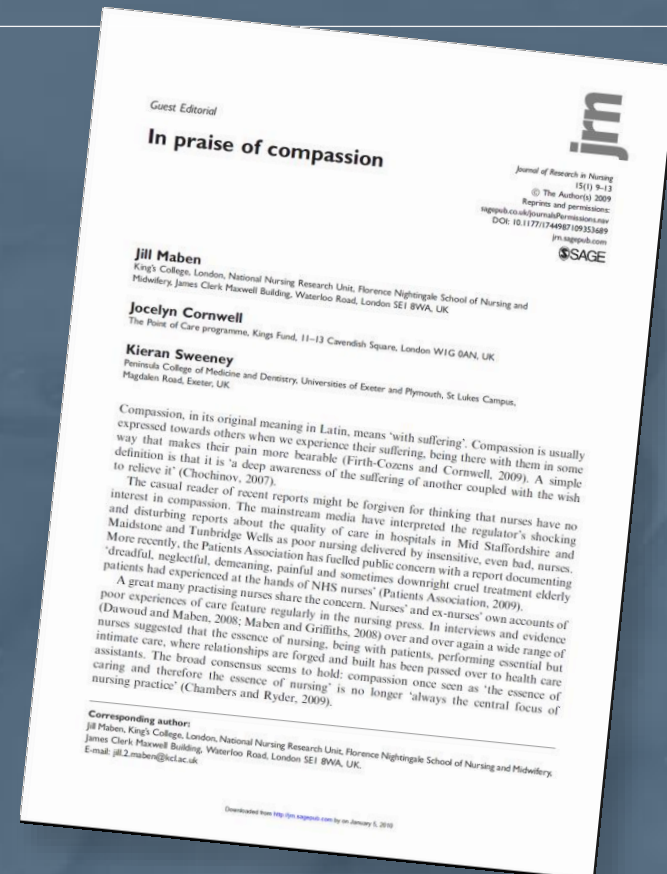 Guest Editorial
In praise of compassion
jrn
Journal of Research in Nursing
15(1) 9–13
© The Author(s) 2009
Reprints and permissions:
sagepub.co.uk/journalsPermissions.nav
DOI: 10.1177/1744987109353689
jrn.sagepub.com
SAGE
Jill Maben
King's College, London, National Nursing Research Unit, Florence Nightingale School of Nursing and
Midwifery, James Clerk Maxwell Building, Waterloo Road, London SE1 8WA, UK
Jocelyn Cornwell
The Point of Care programme, Kings Fund, 11–13 Cavendish Square, London W1G 0AN, UK
Kieran Sweeney
Peninsula College of Medicine and Dentistry, Universities of Exeter and Plymouth, St Lukes Campus,
Magdalen Road, Exeter, UK
Compassion, in its original meaning in Latin, means 'with suffering'. Compassion is usually
expressed towards others when we experience their suffering, being there with them in some
way that makes their pain more bearable (Firth-Cozens and Cornwell, 2009). A simple
definition is that it is 'a deep awareness of the suffering of another coupled with the wish
to relieve it' (Chochinov, 2007).
The casual reader of recent reports might be forgiven for thinking that nurses have no
interest in compassion. The mainstream media have interpreted the regulator's shocking
and disturbing reports about the quality of care in hospitals in Mid Staffordshire and
Maidstone and Tunbridge Wells as poor nursing delivered by insensitive, even bad, nurses.
More recently, the Patients Association has fuelled public concern with a report documenting
'dreadful, neglectful, demeaning, painful and sometimes downright cruel treatment elderly
patients had experienced at the hands of NHS nurses' (Patients Association, 2009).
A great many practising nurses share the concern. Nurses' and ex-nurses' own accounts of
poor experiences of care feature regularly in the nursing press. In interviews and evidence
(Dawoud and Maben, 2008; Maben and Griffiths, 2008) over and over again a wide range of
nurses suggested that the essence of nursing, being with patients, performing essential but
intimate care, where relationships are forged and built has been passed over to health care
assistants. The broad consensus seems to hold: compassion once seen as 'the essence of
caring and therefore the essence of nursing' is no longer 'always the central focus of
nursing practice' (Chambers and Ryder, 2009).
Corresponding author:
Jill Maben, King's College, London, National Nursing Research Unit, Florence Nightingale School of Nursing and Midwifery,
James Clerk Maxwell Building, Waterloo Road, London SE1 8WA, UK.
E-mail: jill.2.maben@kcl.ac.uk
Downloaded from http://jrn.sagepub.com by on January 5, 2010